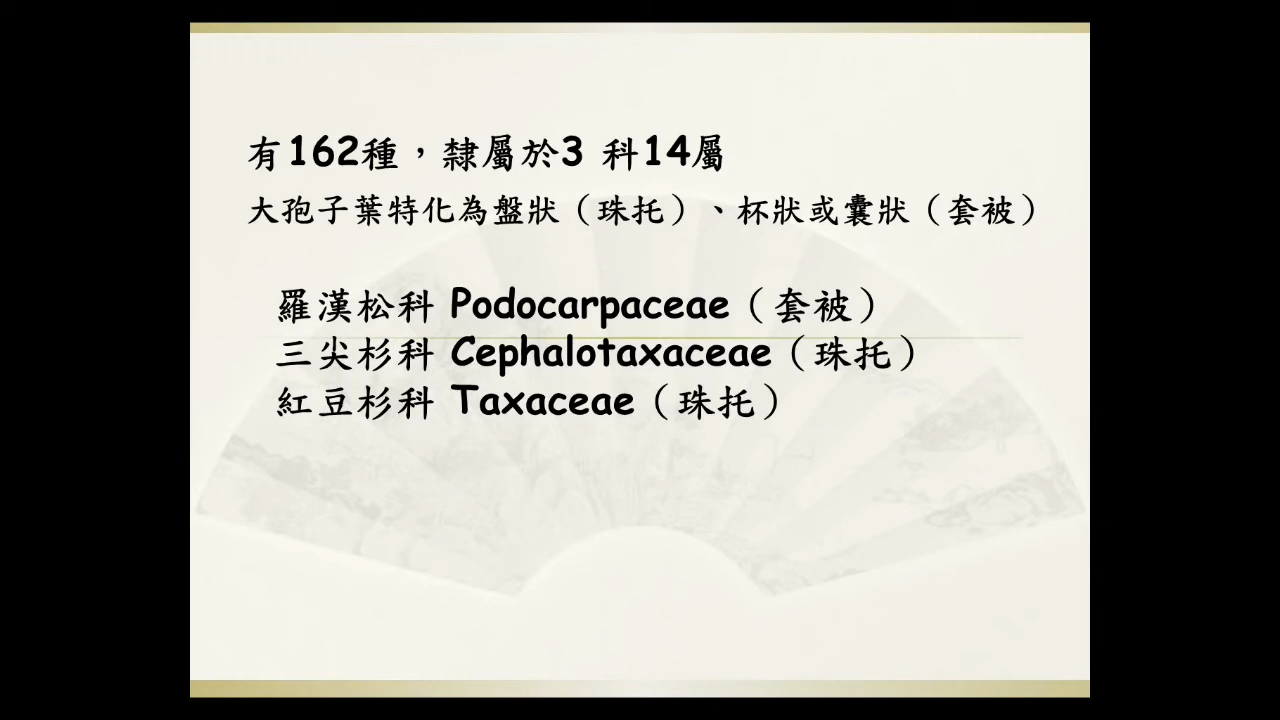 有162種，隸屬於3 科14屬
大孢子葉特化為盤狀（珠托）、杯狀或囊狀（套被）
羅漢松科 Podocarpaceae（套被）
三尖杉科 Cephalotaxaceae（珠托）
紅豆杉科 Taxaceae（珠托）